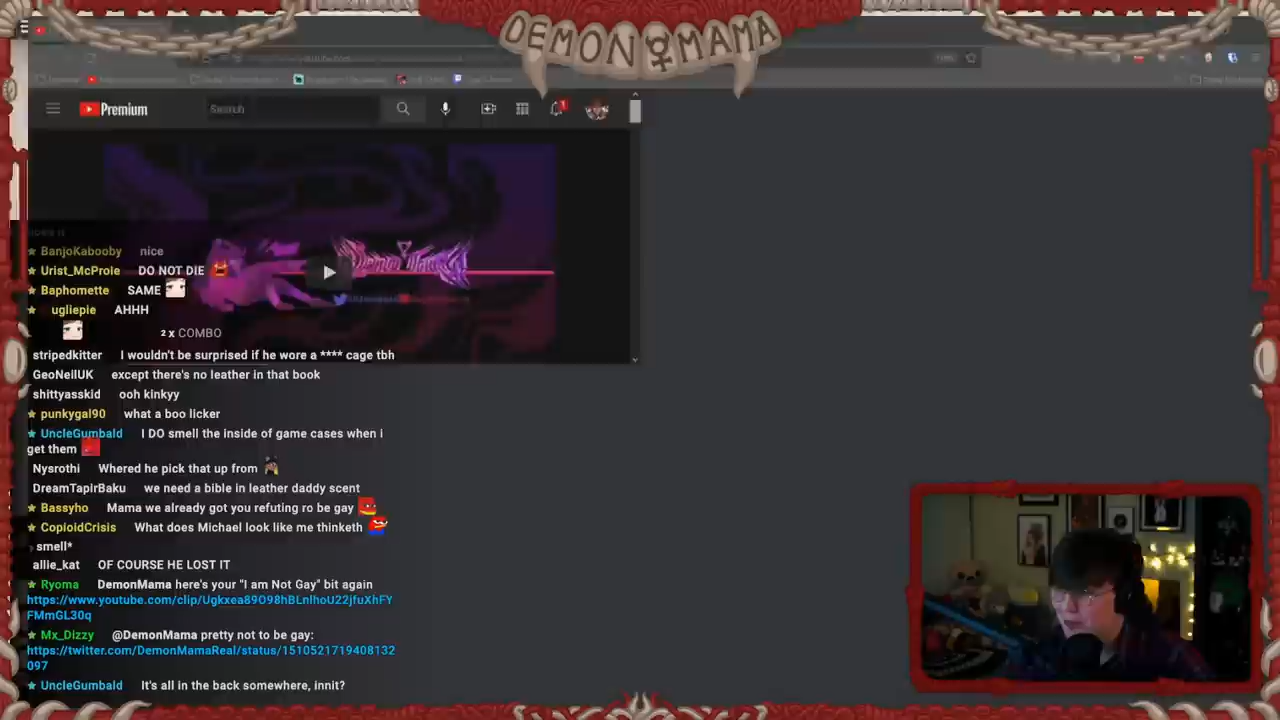 DEMON MAMA
Premium
Search
BanjoKabooby nice
Urist_McProle DO NOT DIE
Baphomette SAME
ugliepie AHHH
2 x COMBO
stripedkitter I wouldn't be surprised if he wore a **** cage tbh
GeoNeilUK except there's no leather in that book
shittyasskid ooh kinkyy
punkygal90 what a boo licker
UncleGumbald I DO smell the inside of game cases when i
get them
Nysrothi Whered he pick that up from
DreamTapirBaku we need a bible in leather daddy scent
Bassyho Mama we already got you refuting ro be gay
CopioidCrisis What does Michael look like me thinketh
smell*
allie_kat OF COURSE HE LOST IT
Ryoma DemonMama here's your "I am Not Gay" bit again
https://www.youtube.com/clip/Ugkxea89O98hBLnlhoU22jfuXhFY
FMmGL30q
Mx_Dizzy @DemonMama pretty not to be gay:
https://twitter.com/DemonMamaReal/status/1510521719408132
097
UncleGumbald It's all in the back somewhere, innit?